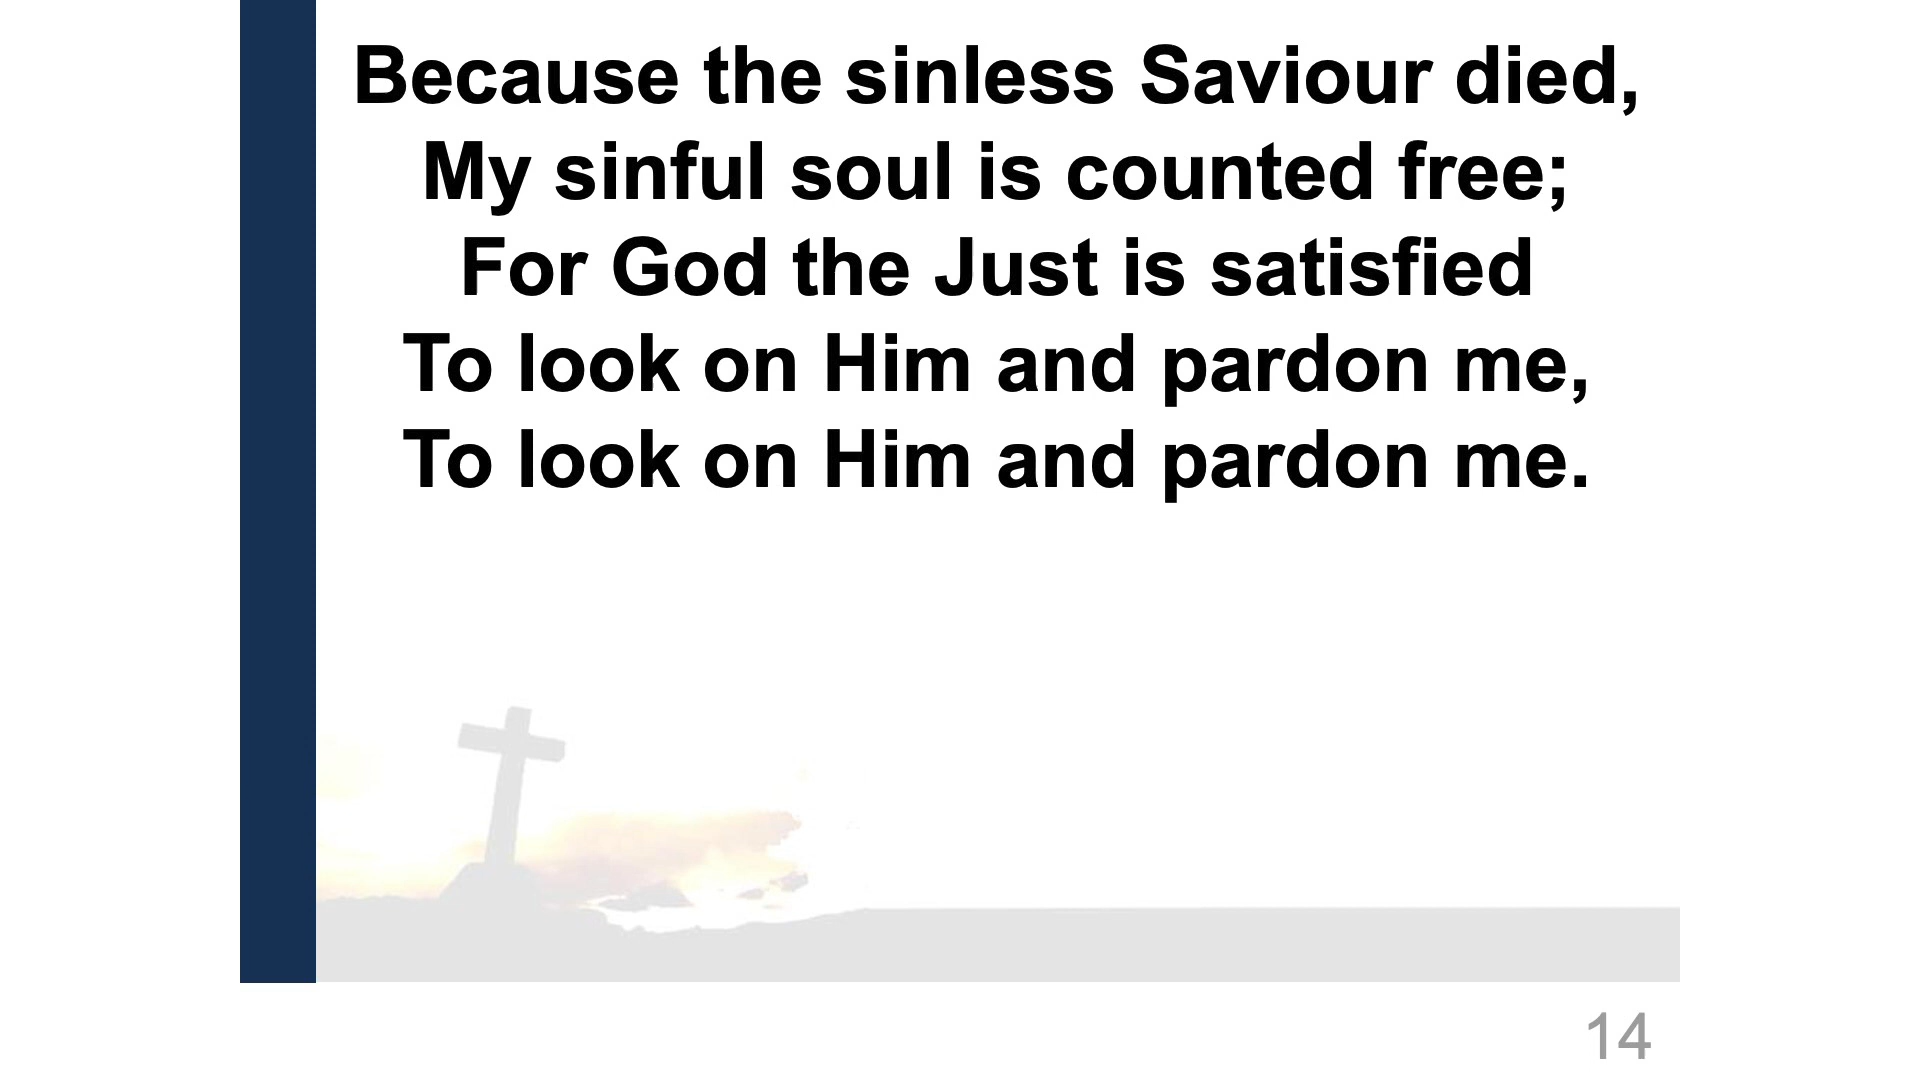 Because the sinless Saviour died,
My sinful soul is counted free;
For God the Just is satisfied
To look on Him and pardon me,
To look on Him and pardon me.
14